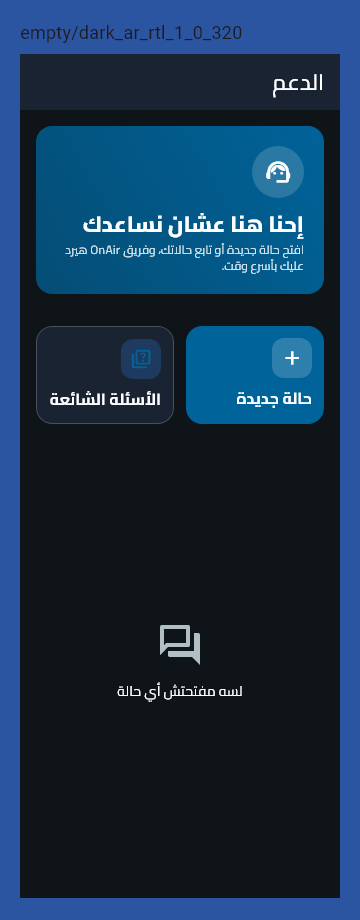 empty/dark_ar_rtl_1_0_320
الدعم
إحنا هنا عشان نساعدك
افتح حالة جديدة أو تابع حالاتك، وفريق OnAir هيرد
عليك بأسرع وقت.
حالة جديدة
الأسئلة الشائعة
لسه مفتحتش أي حالة